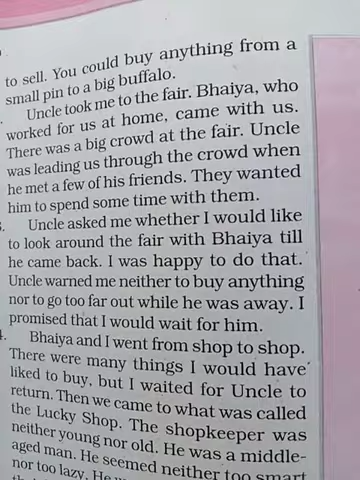 to sell. You could buy anything from a
small pin to a big buffalo.
Uncle took me to the fair. Bhaiya, who
worked for us at home, came with us.
There was a big crowd at the fair. Uncle
was leading us through the crowd when
he met a few of his friends. They wanted
him to spend some time with them.
Uncle asked me whether I would like
to look around the fair with Bhaiya till
he came back. I was happy to do that.
Uncle warned me neither to buy anything
nor to go too far out while he was away. I
promised that I would wait for him.
Bhaiya and I went from shop to shop.
There were many things I would have
liked to buy, but I waited for Uncle to
return. Then we came to what was called
the Lucky Shop. The shopkeeper was
neither young nor old. He was a middle-
aged man. He seemed neither too smart
nor too lazy. He